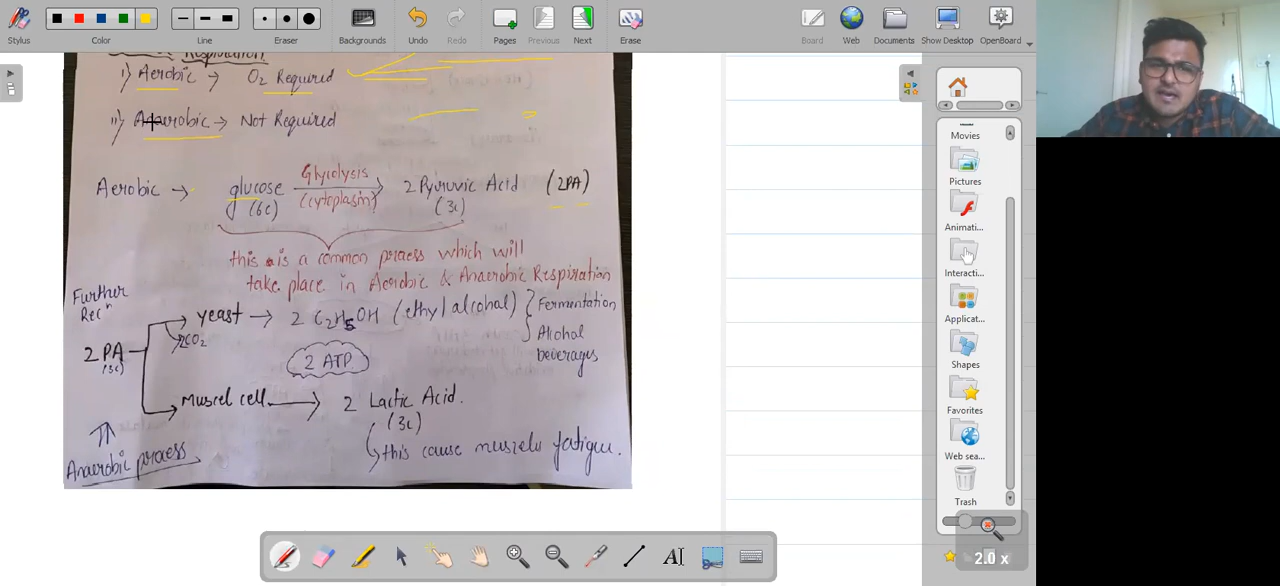 Stylus
Color
Line
Eraser
Backgrounds
Undo
Redo
Pages
Previous
Next
Erase
Board
Web
Documents
Show Desktop
OpenBoard
Respiration
i) Aerobic → O2 Required
ii) Anaerobic → Not Required
Aerobic → glucose (6C) Glycolysis (cytoplasm) 2 Pyruvic Acid (3C) (2PA)
this is a common process which will
take place in Aerobic & Anaerobic Respiration
Further
Recn
2PA (3C)
2CO2
yeast → 2 C2H5OH (ethyl alcohal)
Fermentation
Alcohal
beverages
2 ATP
Muscel cell → 2 Lactic Acid.
(3C)
this cause muscels fatigue.
Anaerobic process
Movies
Pictures
Animati...
Interacti...
Applicat...
Shapes
Favorites
Web sea...
Trash
2.0 x